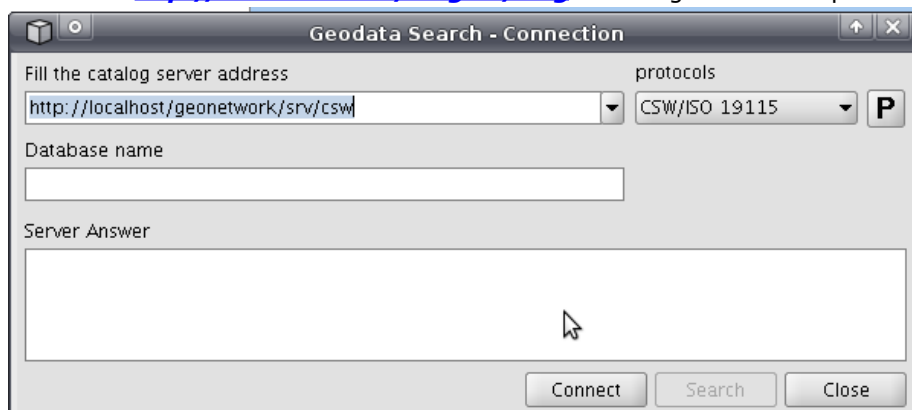 Geodata Search - Connection
Fill the catalog server address
protocols
http://localhost/geonetwork/srv/csw
CSW/ISO 19115
P
Database name
Server Answer
Connect
Search
Close